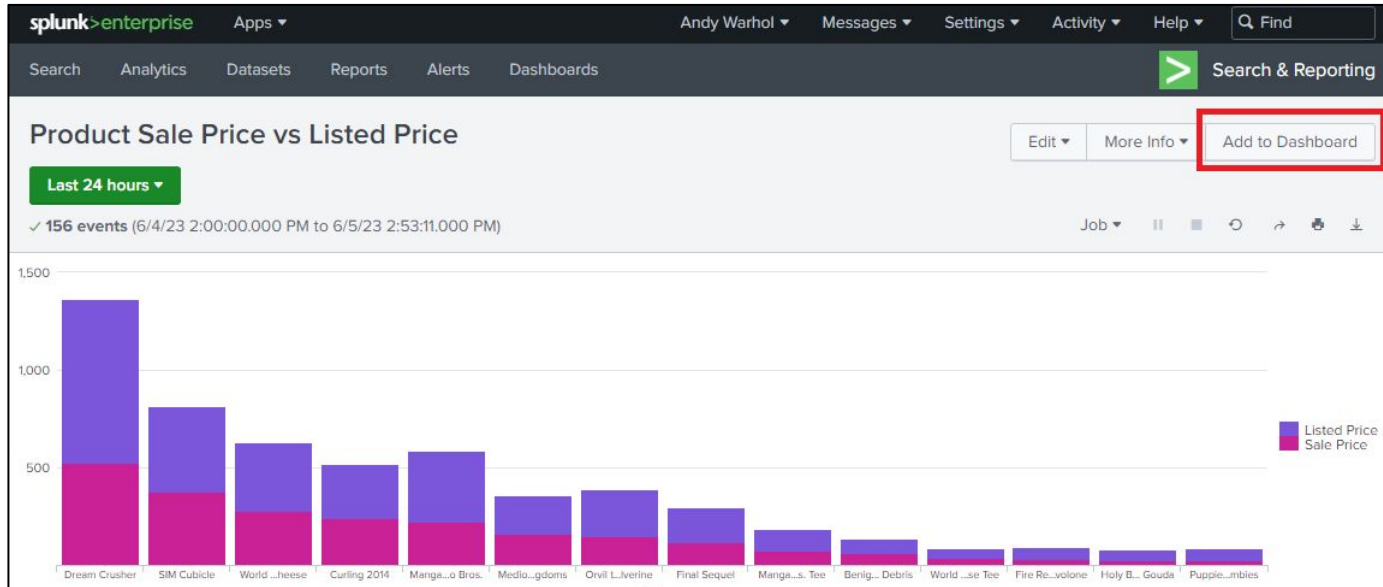 splunk>enterprise Apps Andy Warhol Messages Settings Activity Help Find
Search Analytics Datasets Reports Alerts Dashboards Search & Reporting
Product Sale Price vs Listed Price
Edit More Info Add to Dashboard
Last 24 hours
✓ 156 events (6/4/23 2:00:00.000 PM to 6/5/23 2:53:11.000 PM)
Job
1,500
1,000
500
Listed Price
Sale Price
Dream Crusher SIM Cubicle World ...heese Curling 2014 Manga...o Bros. Medio...gdoms Orvil t...lverine Final Sequel Manga...s. Tee Benig... Debris World ...se Tee Fire Re...volone Holy B... Gouda Puppie...mbies